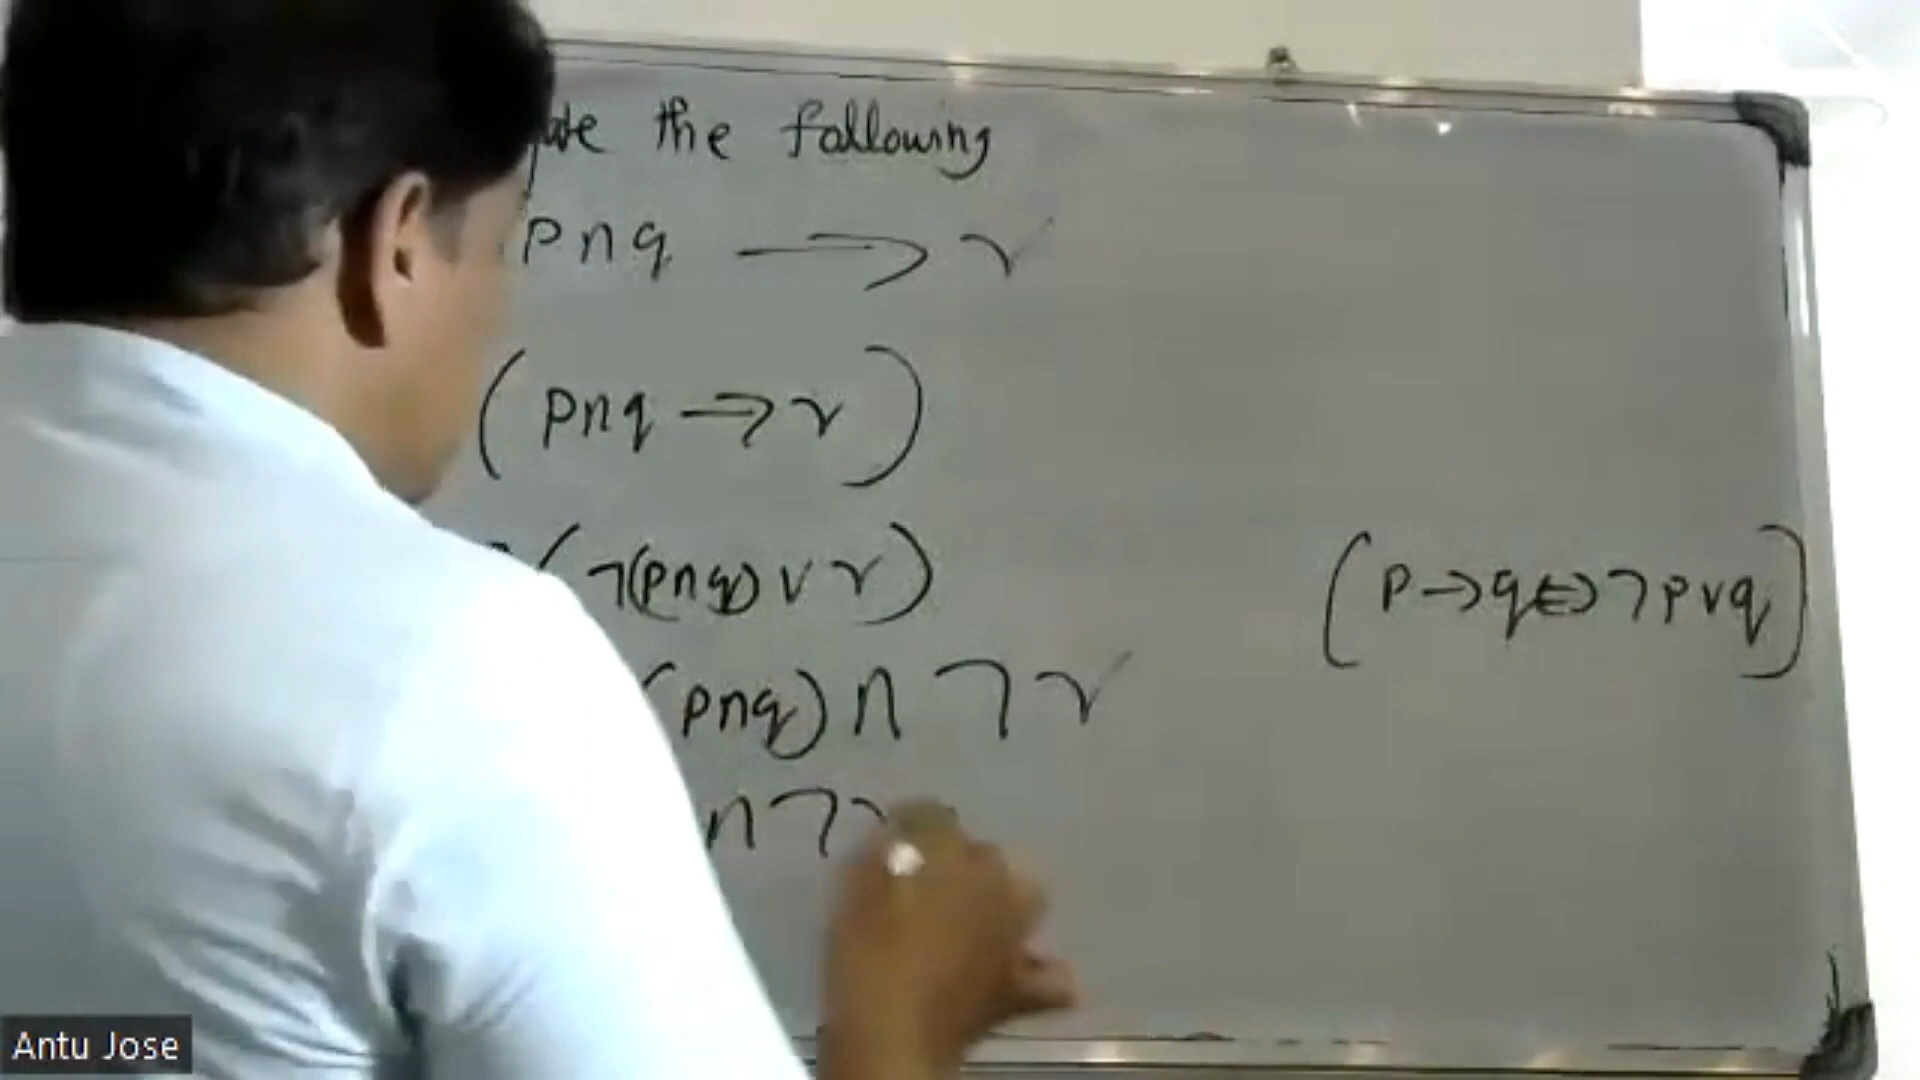 the following
p ∩ q → r
(p ∩ q → r)
(¬(p ∩ q) ∨ r)
(p → q ⇔ ¬p ∨ q)
(p ∩ q) ∩ ¬r
∩ ¬r
Antu Jose